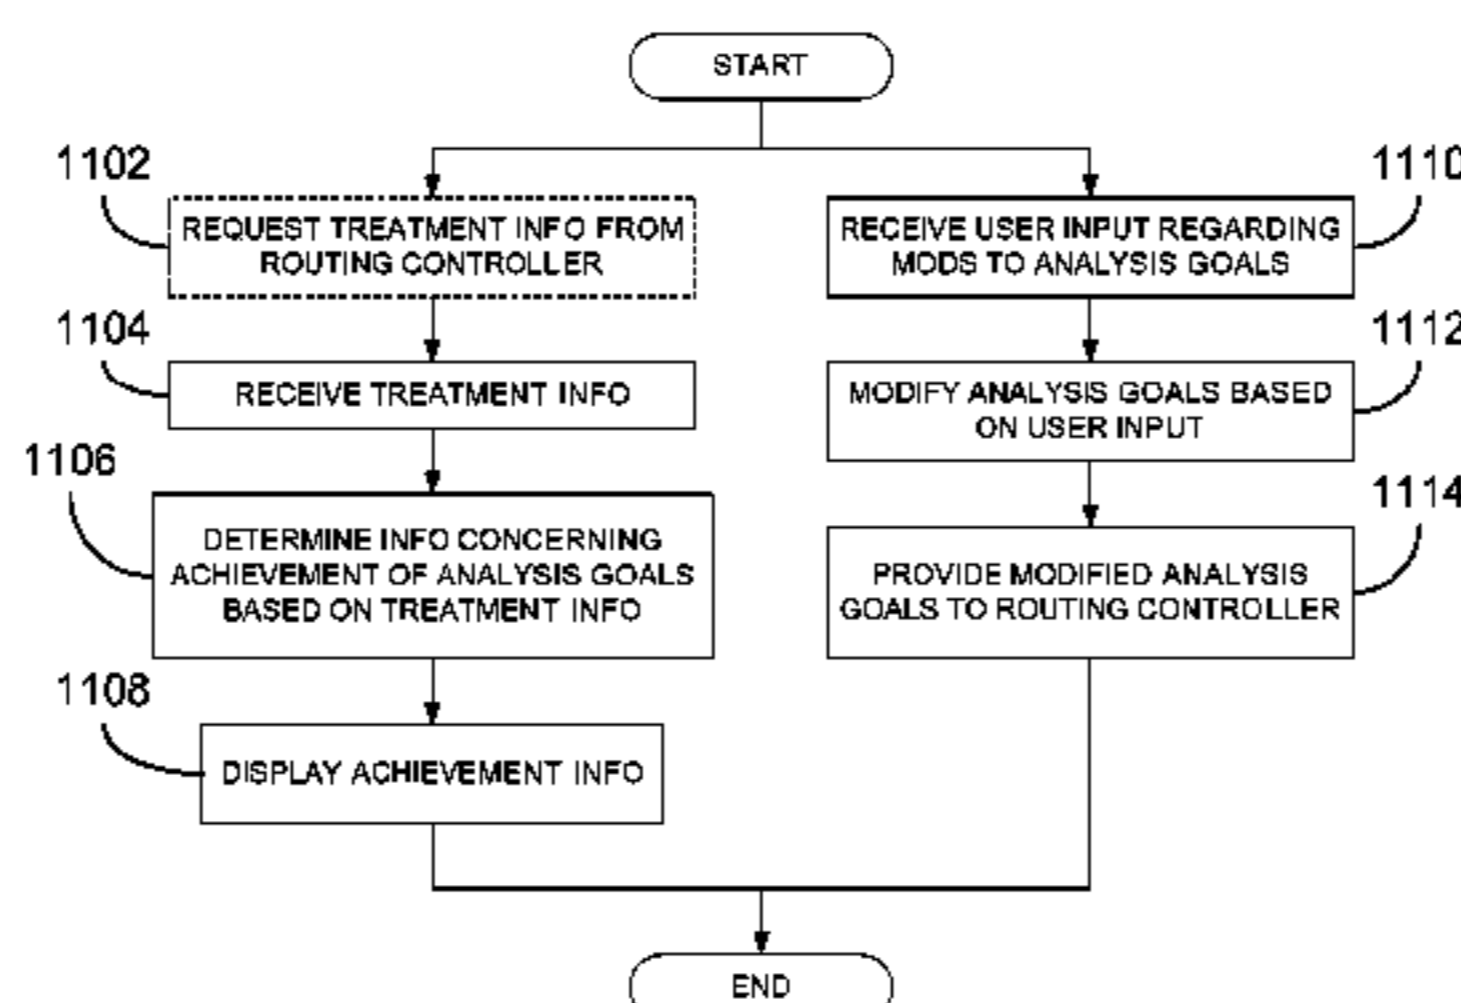 START
1102
REQUEST TREATMENT INFO FROM
ROUTING CONTROLLER
1104
RECEIVE TREATMENT INFO
1106
DETERMINE INFO CONCERNING
ACHIEVEMENT OF ANALYSIS GOALS
BASED ON TREATMENT INFO
1108
DISPLAY ACHIEVEMENT INFO
1110
RECEIVE USER INPUT REGARDING
MODS TO ANALYSIS GOALS
1112
MODIFY ANALYSIS GOALS BASED
ON USER INPUT
1114
PROVIDE MODIFIED ANALYSIS
GOALS TO ROUTING CONTROLLER
END